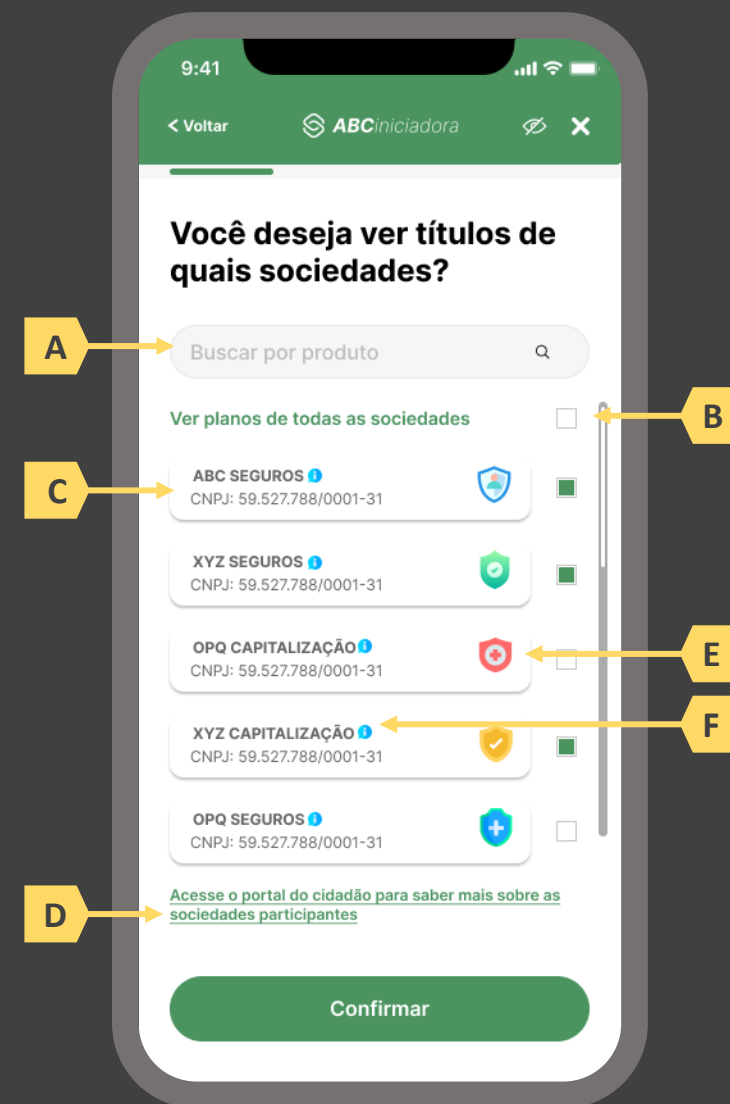 9:41
< Voltar
ABCiniciadora
Você deseja ver títulos de
quais sociedades?
A
Buscar por produto
Ver planos de todas as sociedades
B
C
ABC SEGUROS
CNPJ: 59.527.788/0001-31
XYZ SEGUROS
CNPJ: 59.527.788/0001-31
OPQ CAPITALIZAÇÃO
CNPJ: 59.527.788/0001-31
E
XYZ CAPITALIZAÇÃO
CNPJ: 59.527.788/0001-31
F
OPQ SEGUROS
CNPJ: 59.527.788/0001-31
D
Acesse o portal do cidadão para saber mais sobre as
sociedades participantes
Confirmar